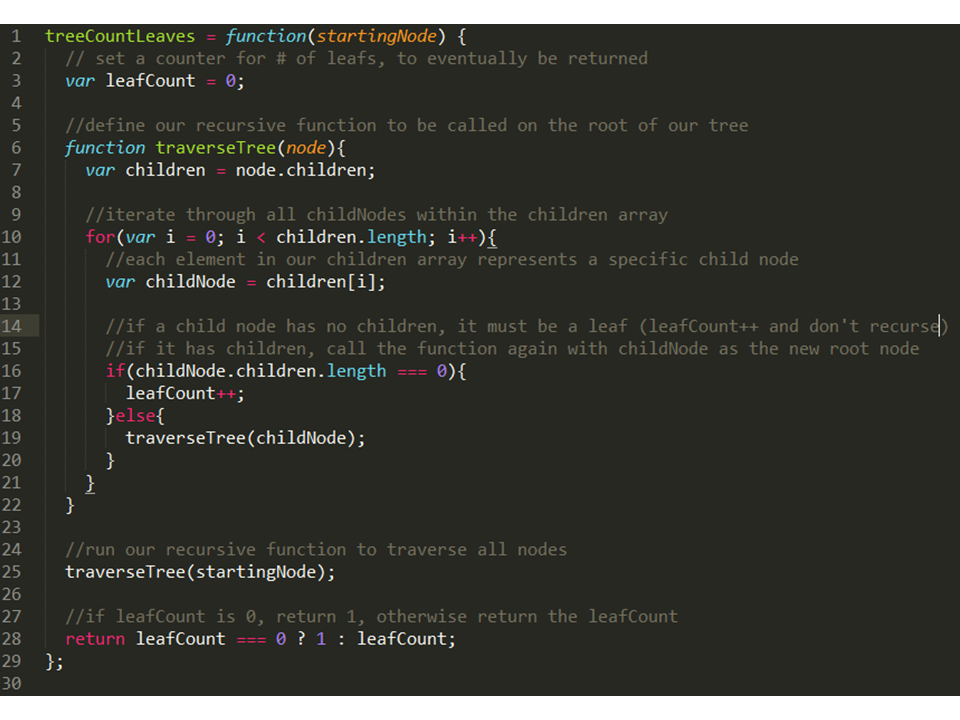 1 treeCountLeaves = function(startingNode) {
2 // set a counter for # of leafs, to eventually be returned
3 var leafCount = 0;
4
5 //define our recursive function to be called on the root of our tree
6 function traverseTree(node){
7 var children = node.children;
8
9 //iterate through all childNodes within the children array
10 for(var i = 0; i < children.length; i++){
11 //each element in our children array represents a specific child node
12 var childNode = children[i];
13
14 //if a child node has no children, it must be a leaf (leafCount++ and don't recurse)
15 //if it has children, call the function again with childNode as the new root node
16 if(childNode.children.length === 0){
17 leafCount++;
18 }else{
19 traverseTree(childNode);
20 }
21 }
22 }
23
24 //run our recursive function to traverse all nodes
25 traverseTree(startingNode);
26
27 //if leafCount is 0, return 1, otherwise return the leafCount
28 return leafCount === 0 ? 1 : leafCount;
29 };
30